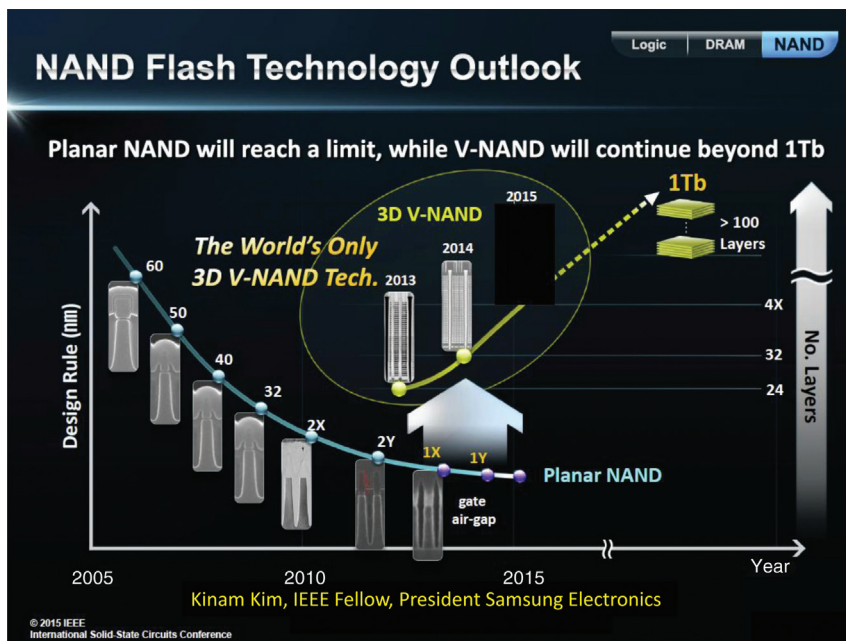 Logic DRAM NAND
NAND Flash Technology Outlook
Planar NAND will reach a limit, while V-NAND will continue beyond 1Tb
2015
1Tb
3D V-NAND
> 100
Layers
The World's Only
3D V-NAND Tech.
2014
2013
60
50
40
32
2X
2Y
1X
1Y
4X
32
24
Design Rule (nm)
No. Layers
Planar NAND
gate
air-gap
2005
2010
2015
Year
Kinam Kim, IEEE Fellow, President Samsung Electronics
© 2015 IEEE
International Solid-State Circuits Conference